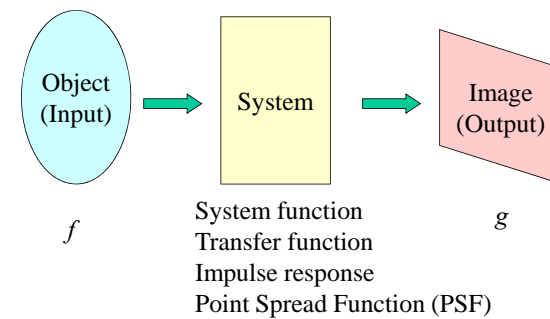 Object
(Input)
System
Image
(Output)
f
g
System function
Transfer function
Impulse response
Point Spread Function (PSF)